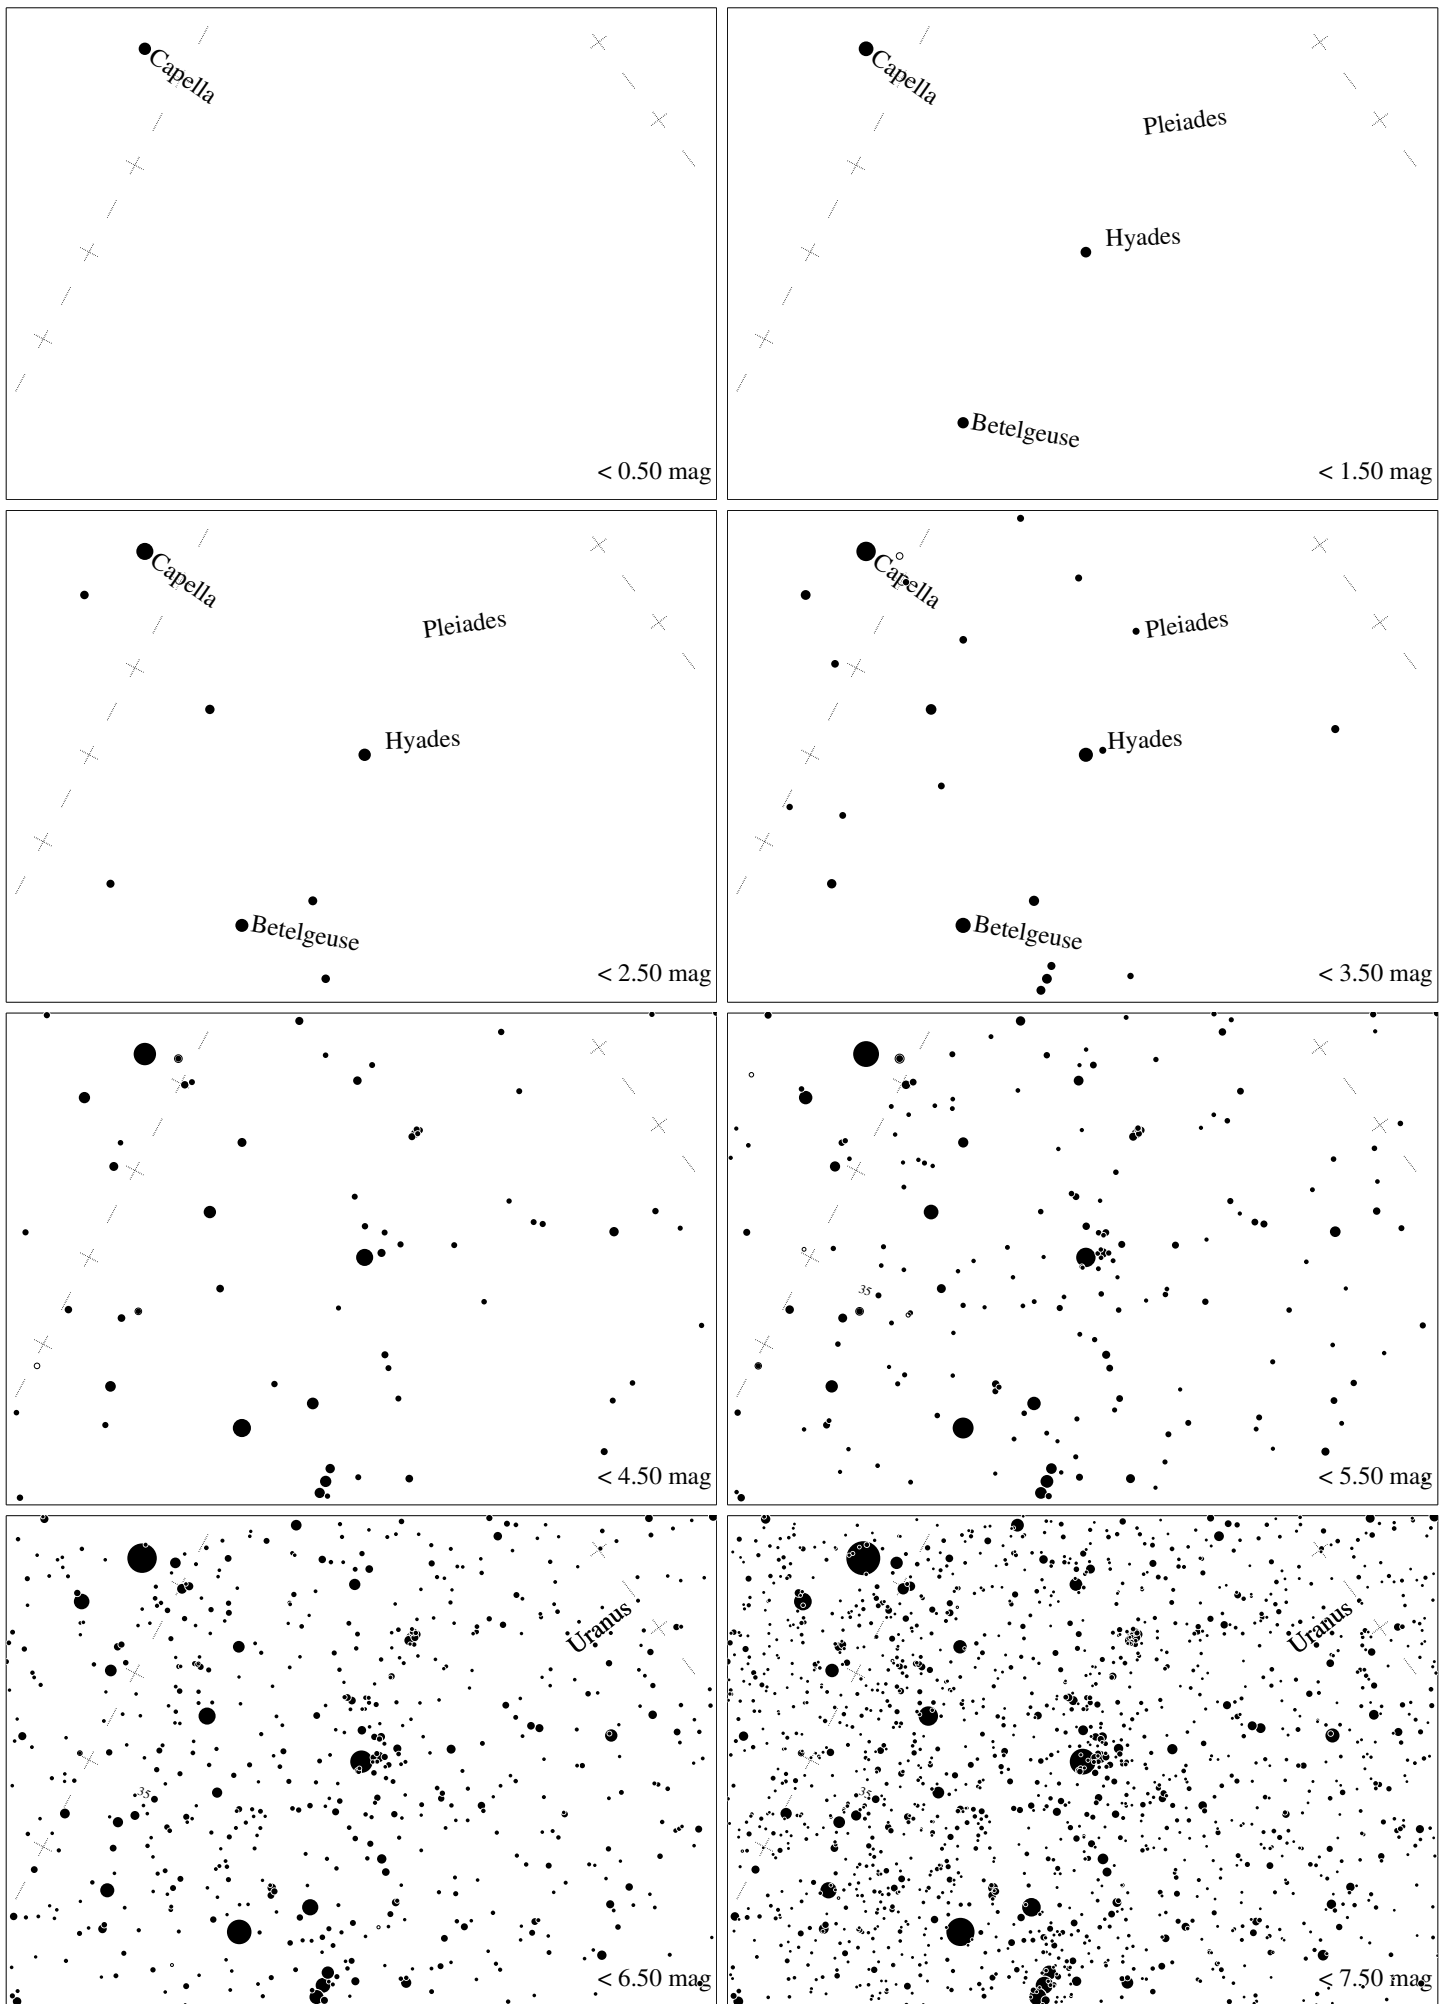 Capella
< 0.50 mag
Capella
Pleiades
Hyades
Betelgeuse
< 1.50 mag
Capella
Pleiades
Hyades
Betelgeuse
< 2.50 mag
Capella
Pleiades
Hyades
Betelgeuse
< 3.50 mag
< 4.50 mag
35
< 5.50 mag
Uranus
35
< 6.50 mag
Uranus
35
< 7.50 mag